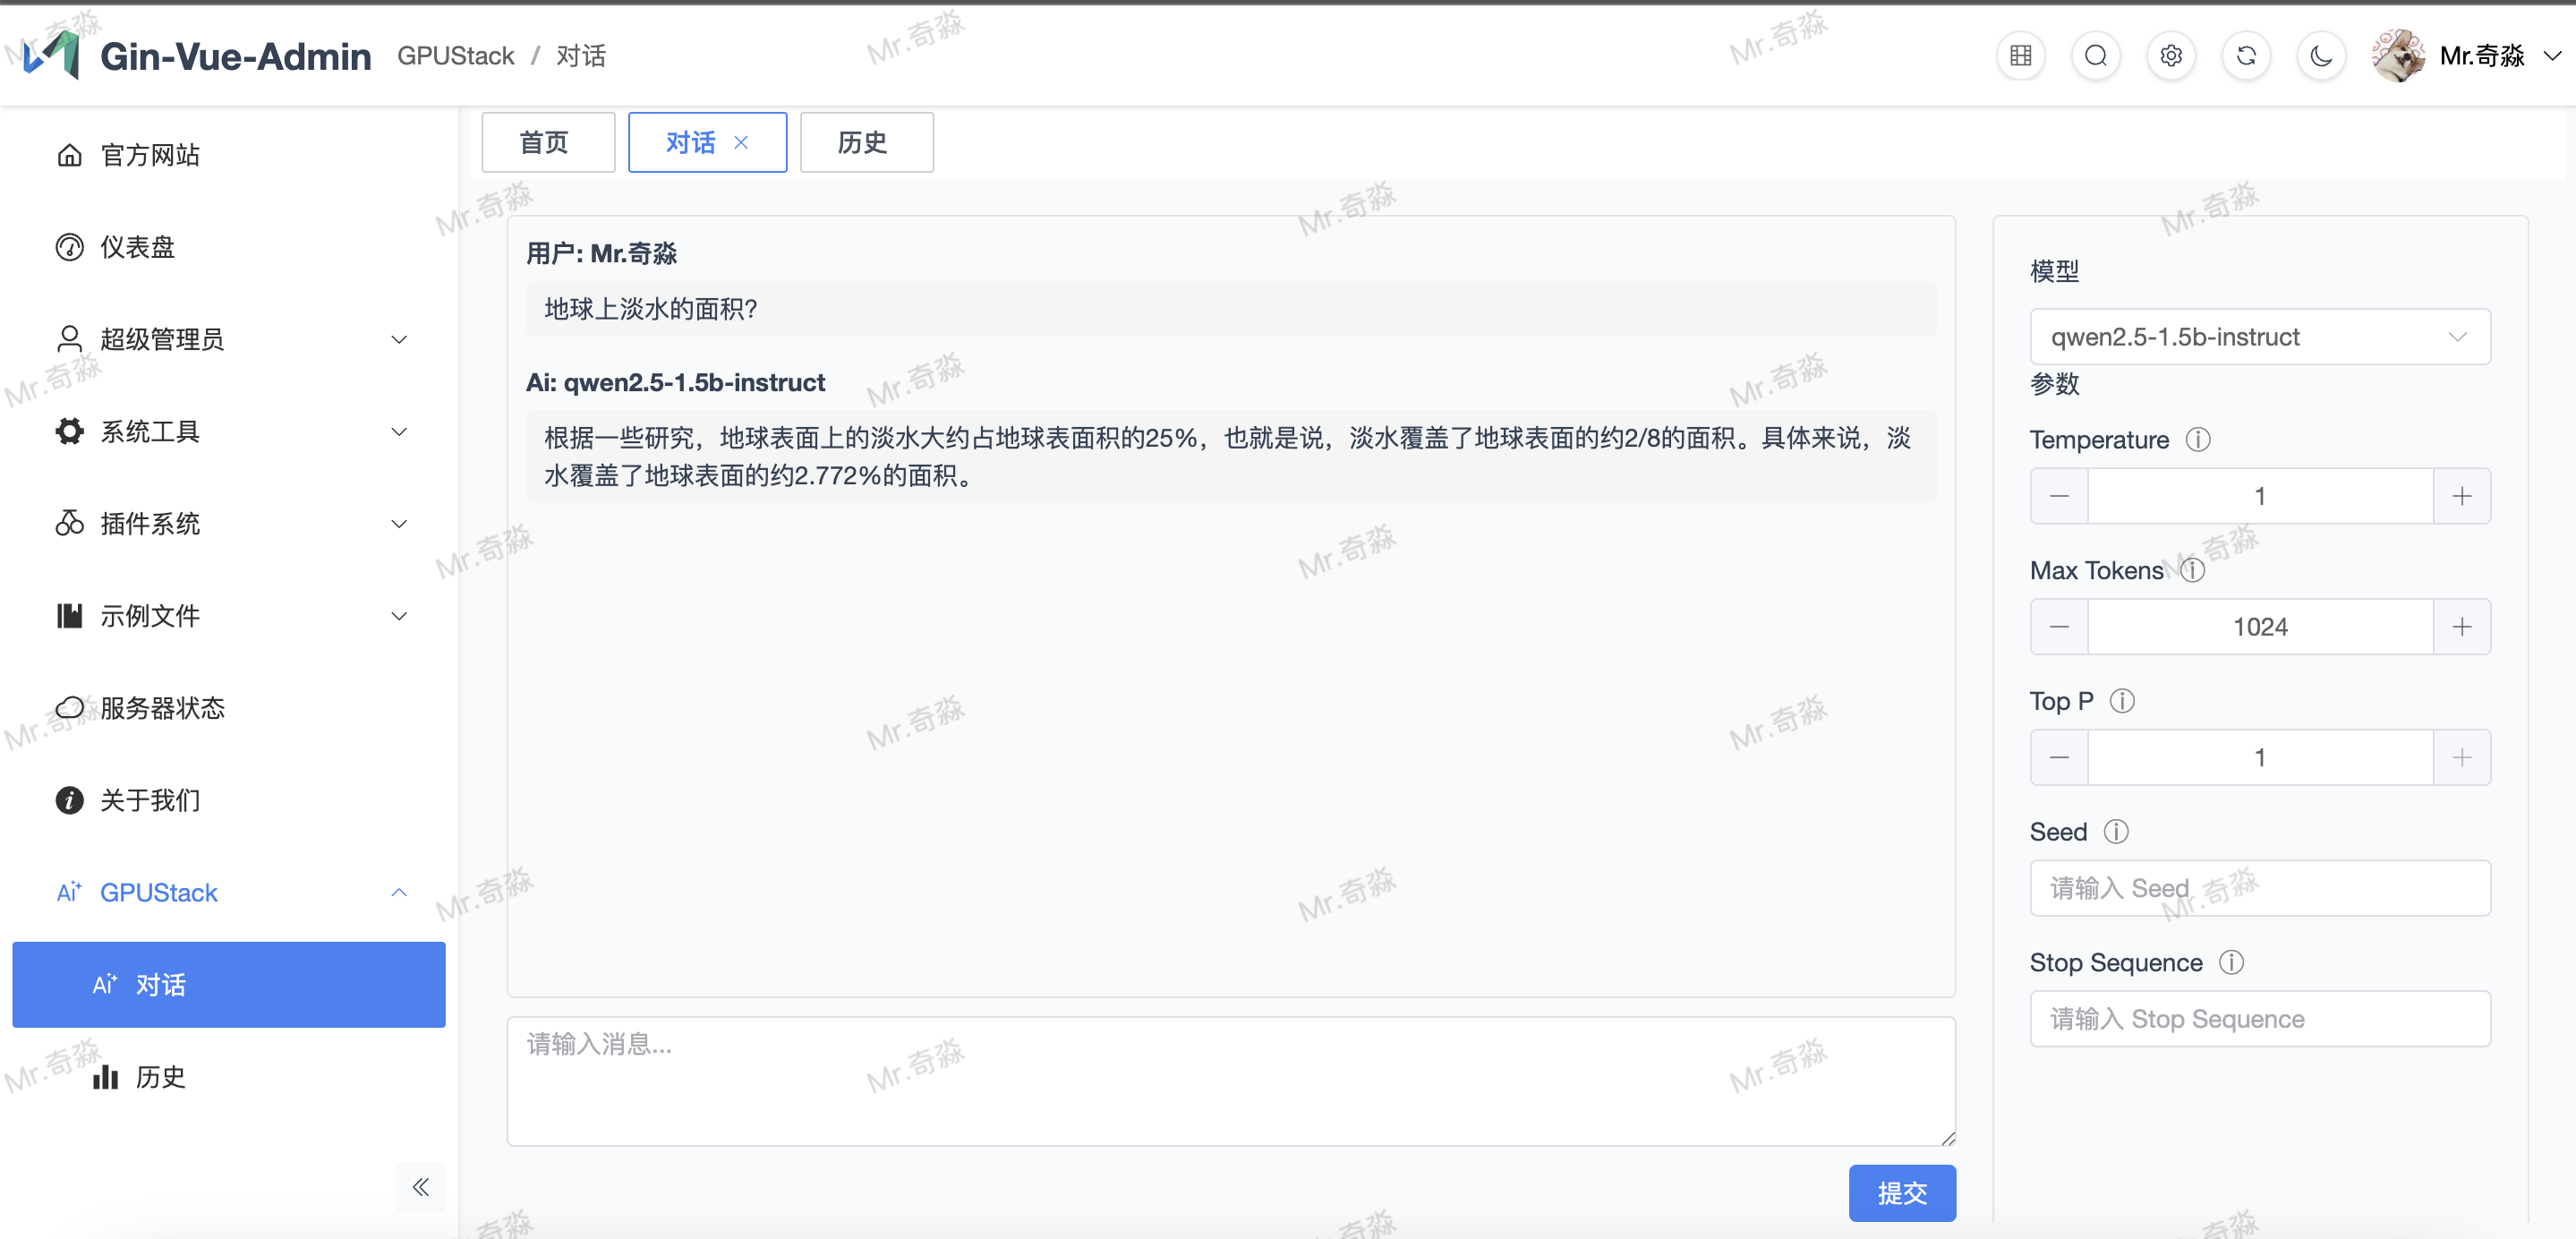 Gin-Vue-Admin
GPUStack / 对话
Mr.奇淼
官方网站
仪表盘
超级管理员
系统工具
插件系统
示例文件
服务器状态
关于我们
Ai GPUStack
Ai 对话
历史
首页
对话
历史
用户: Mr.奇淼
地球上淡水的面积?
Ai: qwen2.5-1.5b-instruct
根据一些研究，地球表面上的淡水大约占地球表面积的25%，也就是说，淡水覆盖了地球表面的约2/8的面积。具体来说，淡
水覆盖了地球表面的约2.772%的面积。
请输入消息...
提交
模型
qwen2.5-1.5b-instruct
参数
Temperature
1
Max Tokens
1024
Top P
1
Seed
请输入 Seed
Stop Sequence
请输入 Stop Sequence
Mr.奇淼